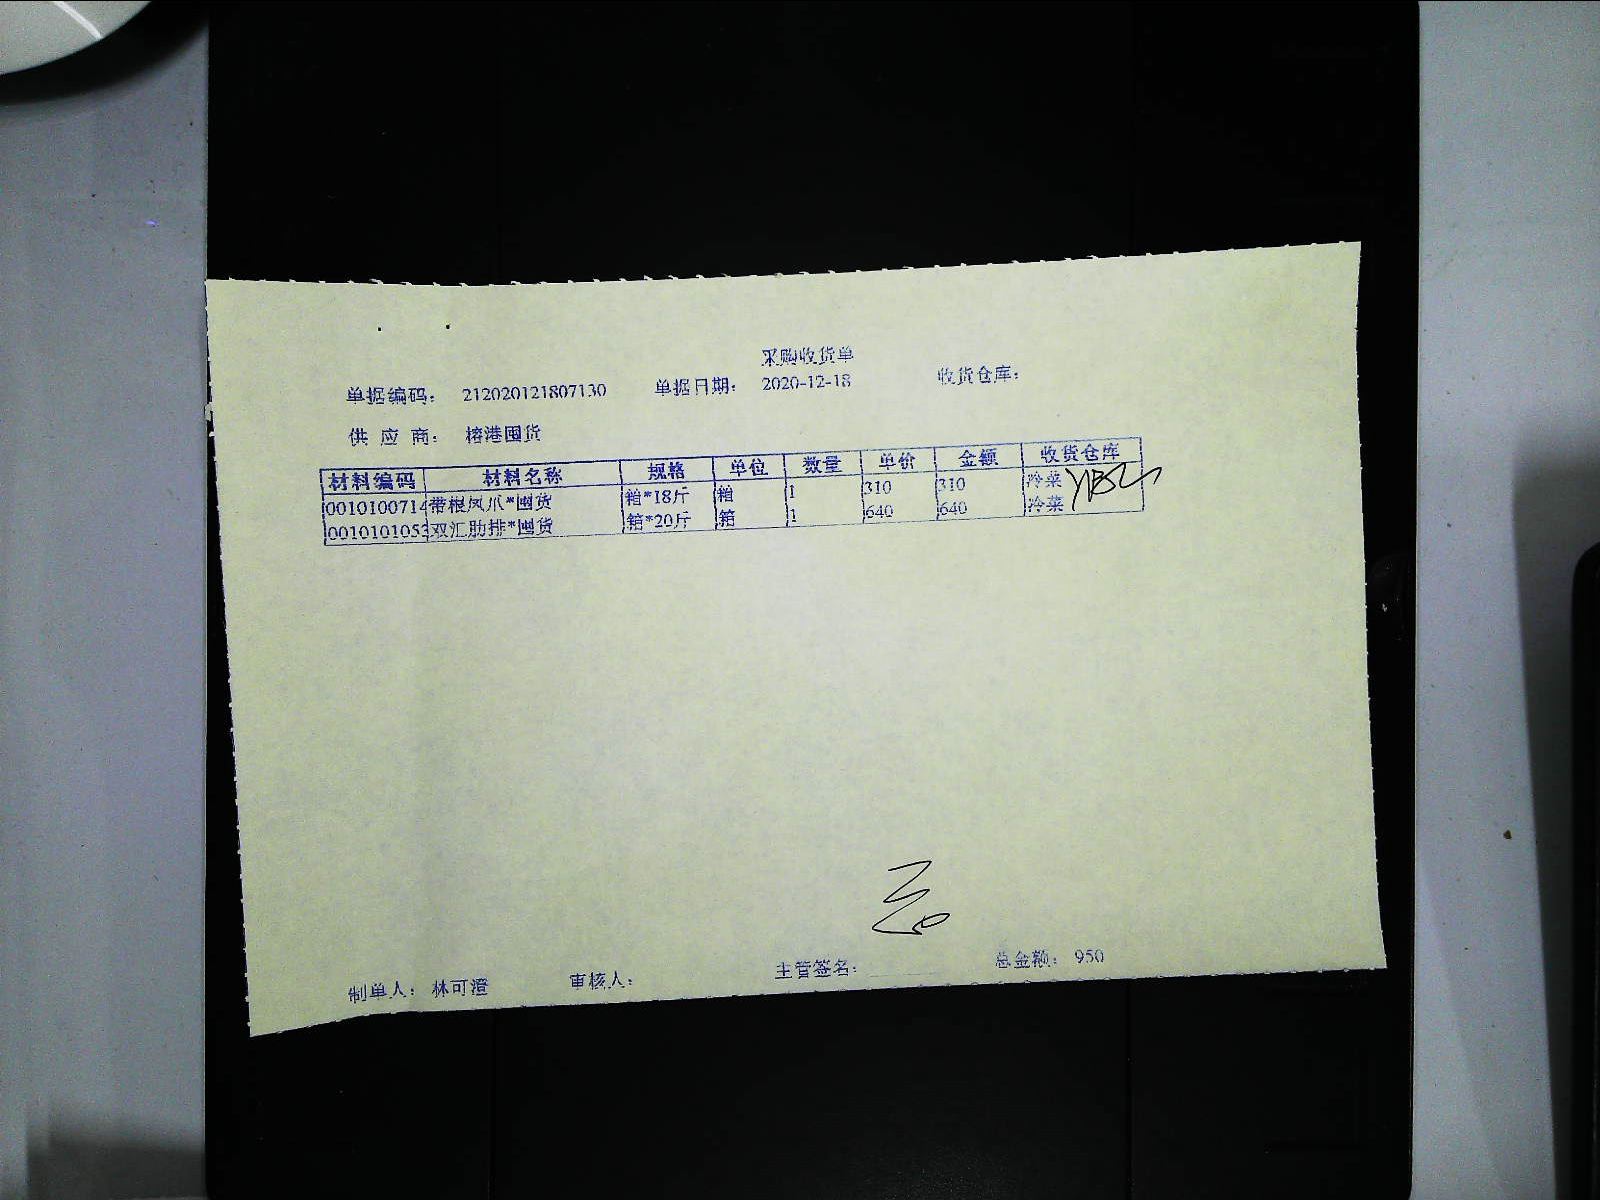 采购收货单
单据编码： 212020121807130 单据日期： 2020-12-18 收货仓库：
供 应 商： 榕港囤货
材料编码 材料名称 规格 单位 数量 单价 金额 收货仓库
0010100714 带根凤爪*囤货 箱*18斤 箱 1 310 310 冷菜
0010101053 双汇肋排*囤货 箱*20斤 箱 1 640 640 冷菜
制单人： 林可澄 审核人： 主管签名： 总金额： 950